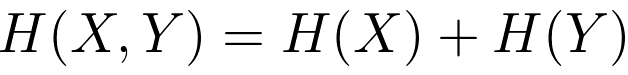 H(X, Y) = H(X) + H(Y)